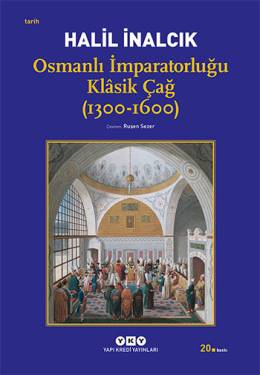 tarih
HALİL İNALCIK
Osmanlı İmparatorluğu
Klâsik Çağ
(1300-1600)
Çeviren: Ruşen Sezer
YKY
YAPI KREDİ YAYINLARI
20. baskı